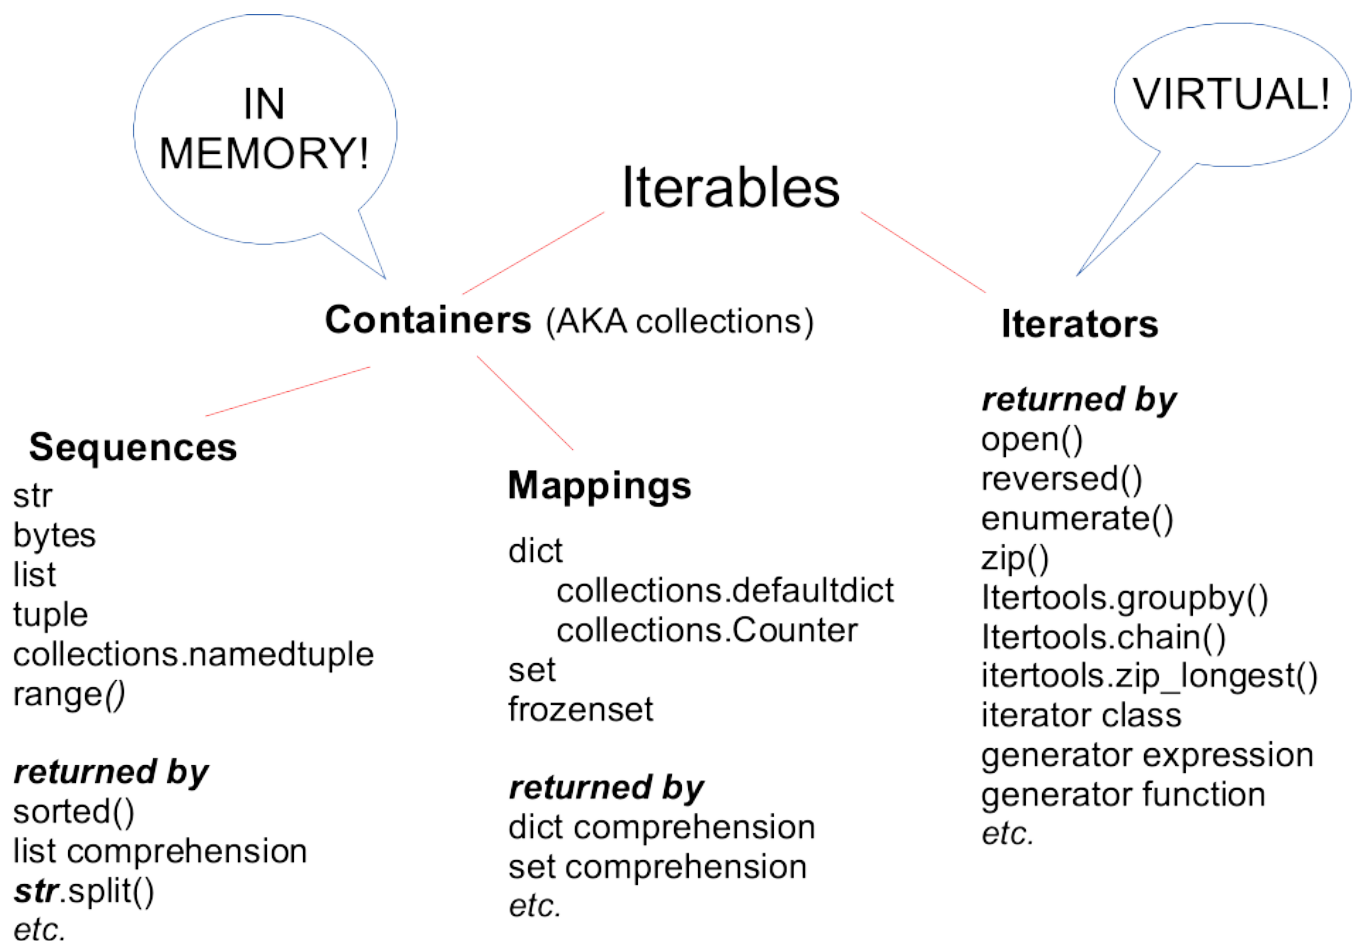 IN
MEMORY!
VIRTUAL!
Iterables
Containers (AKA collections)
Iterators
Sequences
str
bytes
list
tuple
collections.namedtuple
range()
returned by
sorted()
list comprehension
str.split()
etc.
Mappings
dict
collections.defaultdict
collections.Counter
set
frozenset
returned by
dict comprehension
set comprehension
etc.
returned by
open()
reversed()
enumerate()
zip()
Itertools.groupby()
Itertools.chain()
itertools.zip_longest()
iterator class
generator expression
generator function
etc.